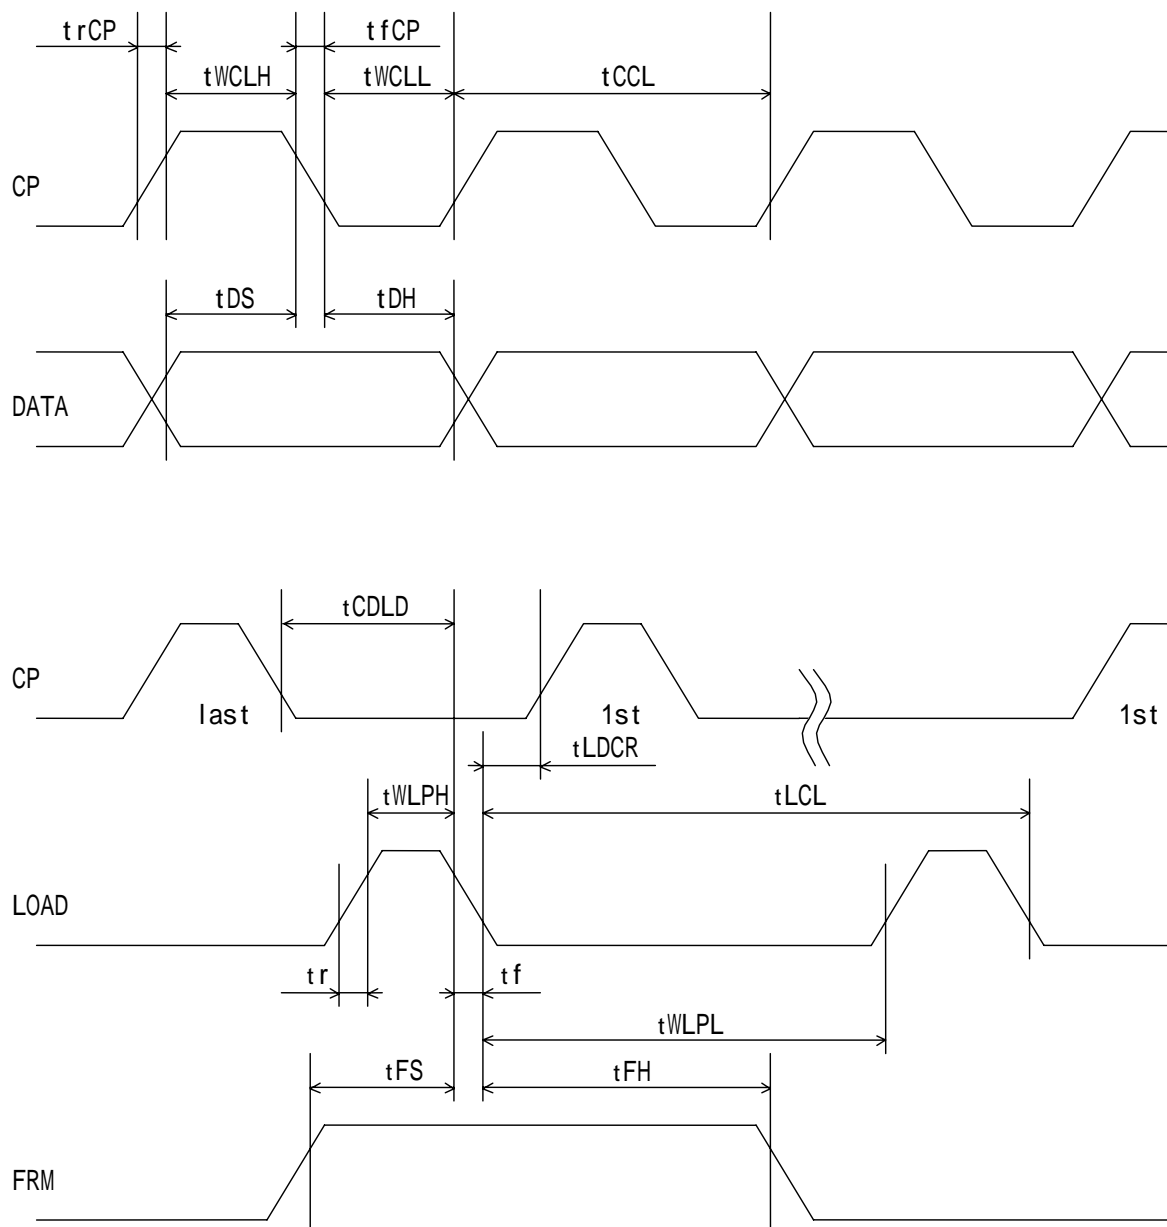 trCP tfCP
tWCLH tWCLL tCCL
CP
tDS tDH
DATA
tCDLD
CP
last 1st 1st
tLDCR
tWLPH tLCL
LOAD
tr tf
tWLPL
tFS tFH
FRM